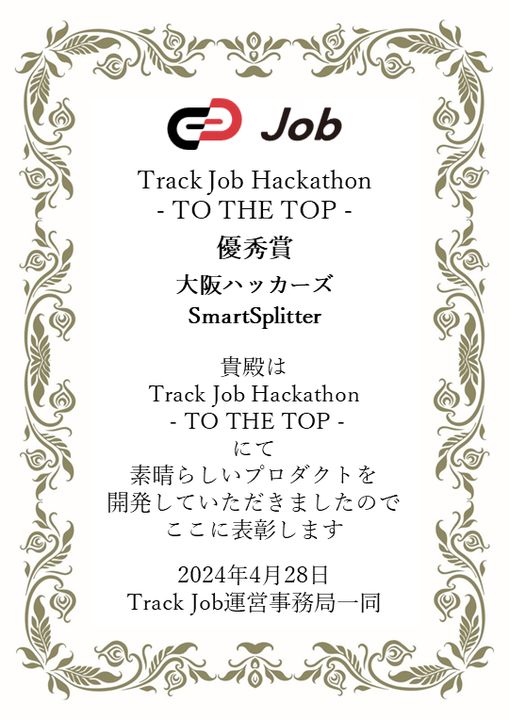 Job
Track Job Hackathon
- TO THE TOP -
優秀賞
大阪ハッカーズ
SmartSplitter
貴殿は
Track Job Hackathon
- TO THE TOP -
にて
素晴らしいプロダクトを
開発していただきましたので
ここに表彰します
2024年4月28日
Track Job運営事務局一同